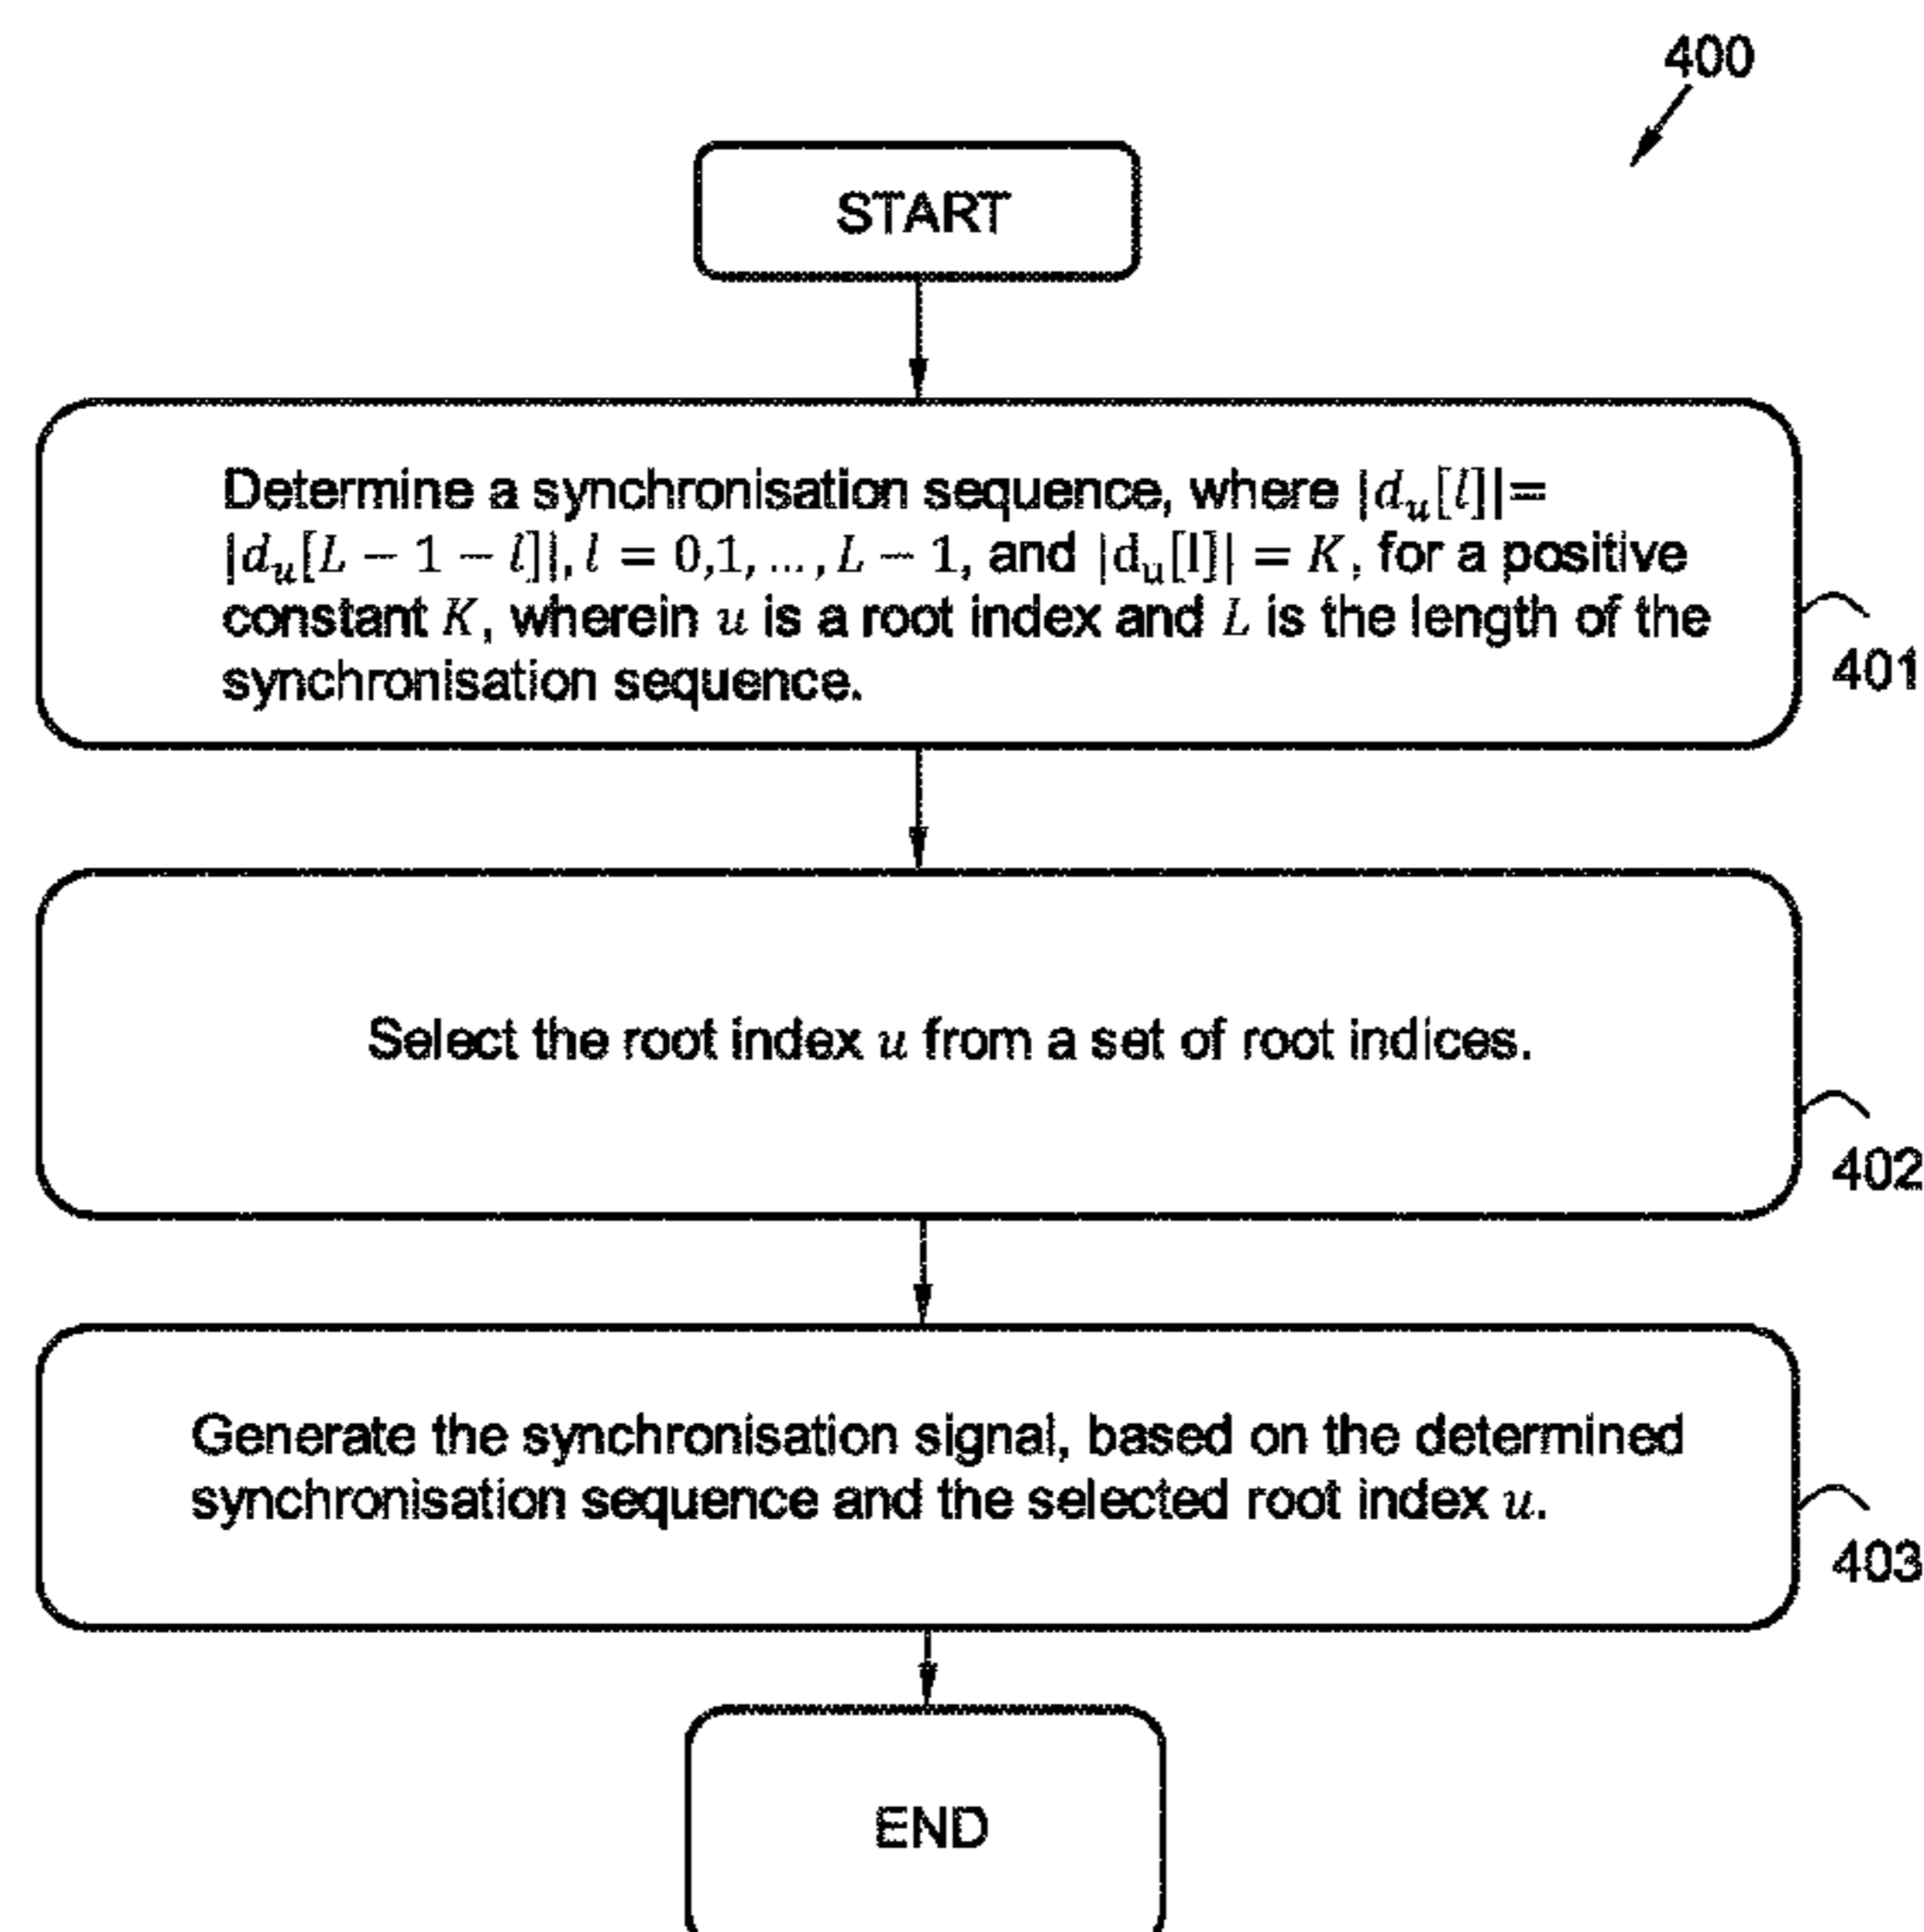 400
START
Determine a synchronisation sequence, where |d_u[l]|=
|d_u[L − 1 − l]|, l = 0,1, ..., L − 1, and |d_u[l]| = K, for a positive
constant K, wherein u is a root index and L is the length of the
synchronisation sequence.
401
Select the root index u from a set of root indices.
402
Generate the synchronisation signal, based on the determined
synchronisation sequence and the selected root index u.
403
END